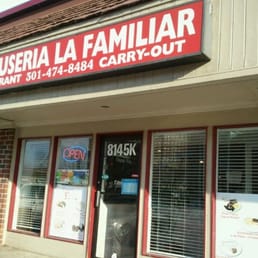 USERIA LA FAMILIAR
RANT 301-474-8484 CARRY-OUT
8145K
OPEN